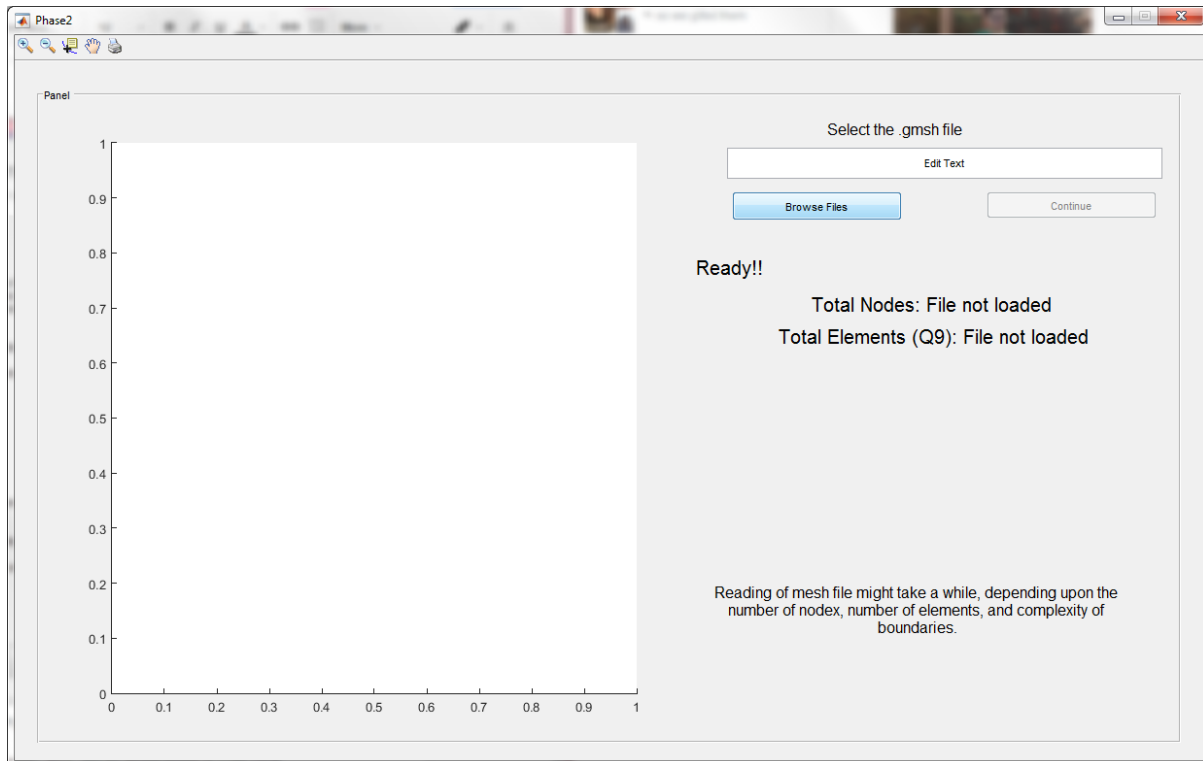 Phase2
Panel
Select the .gmsh file
Edit Text
Browse Files
Continue
Ready!!
Total Nodes: File not loaded
Total Elements (Q9): File not loaded
Reading of mesh file might take a while, depending upon the
number of nodex, number of elements, and complexity of
boundaries.
1
0.9
0.8
0.7
0.6
0.5
0.4
0.3
0.2
0.1
0
0 0.1 0.2 0.3 0.4 0.5 0.6 0.7 0.8 0.9 1